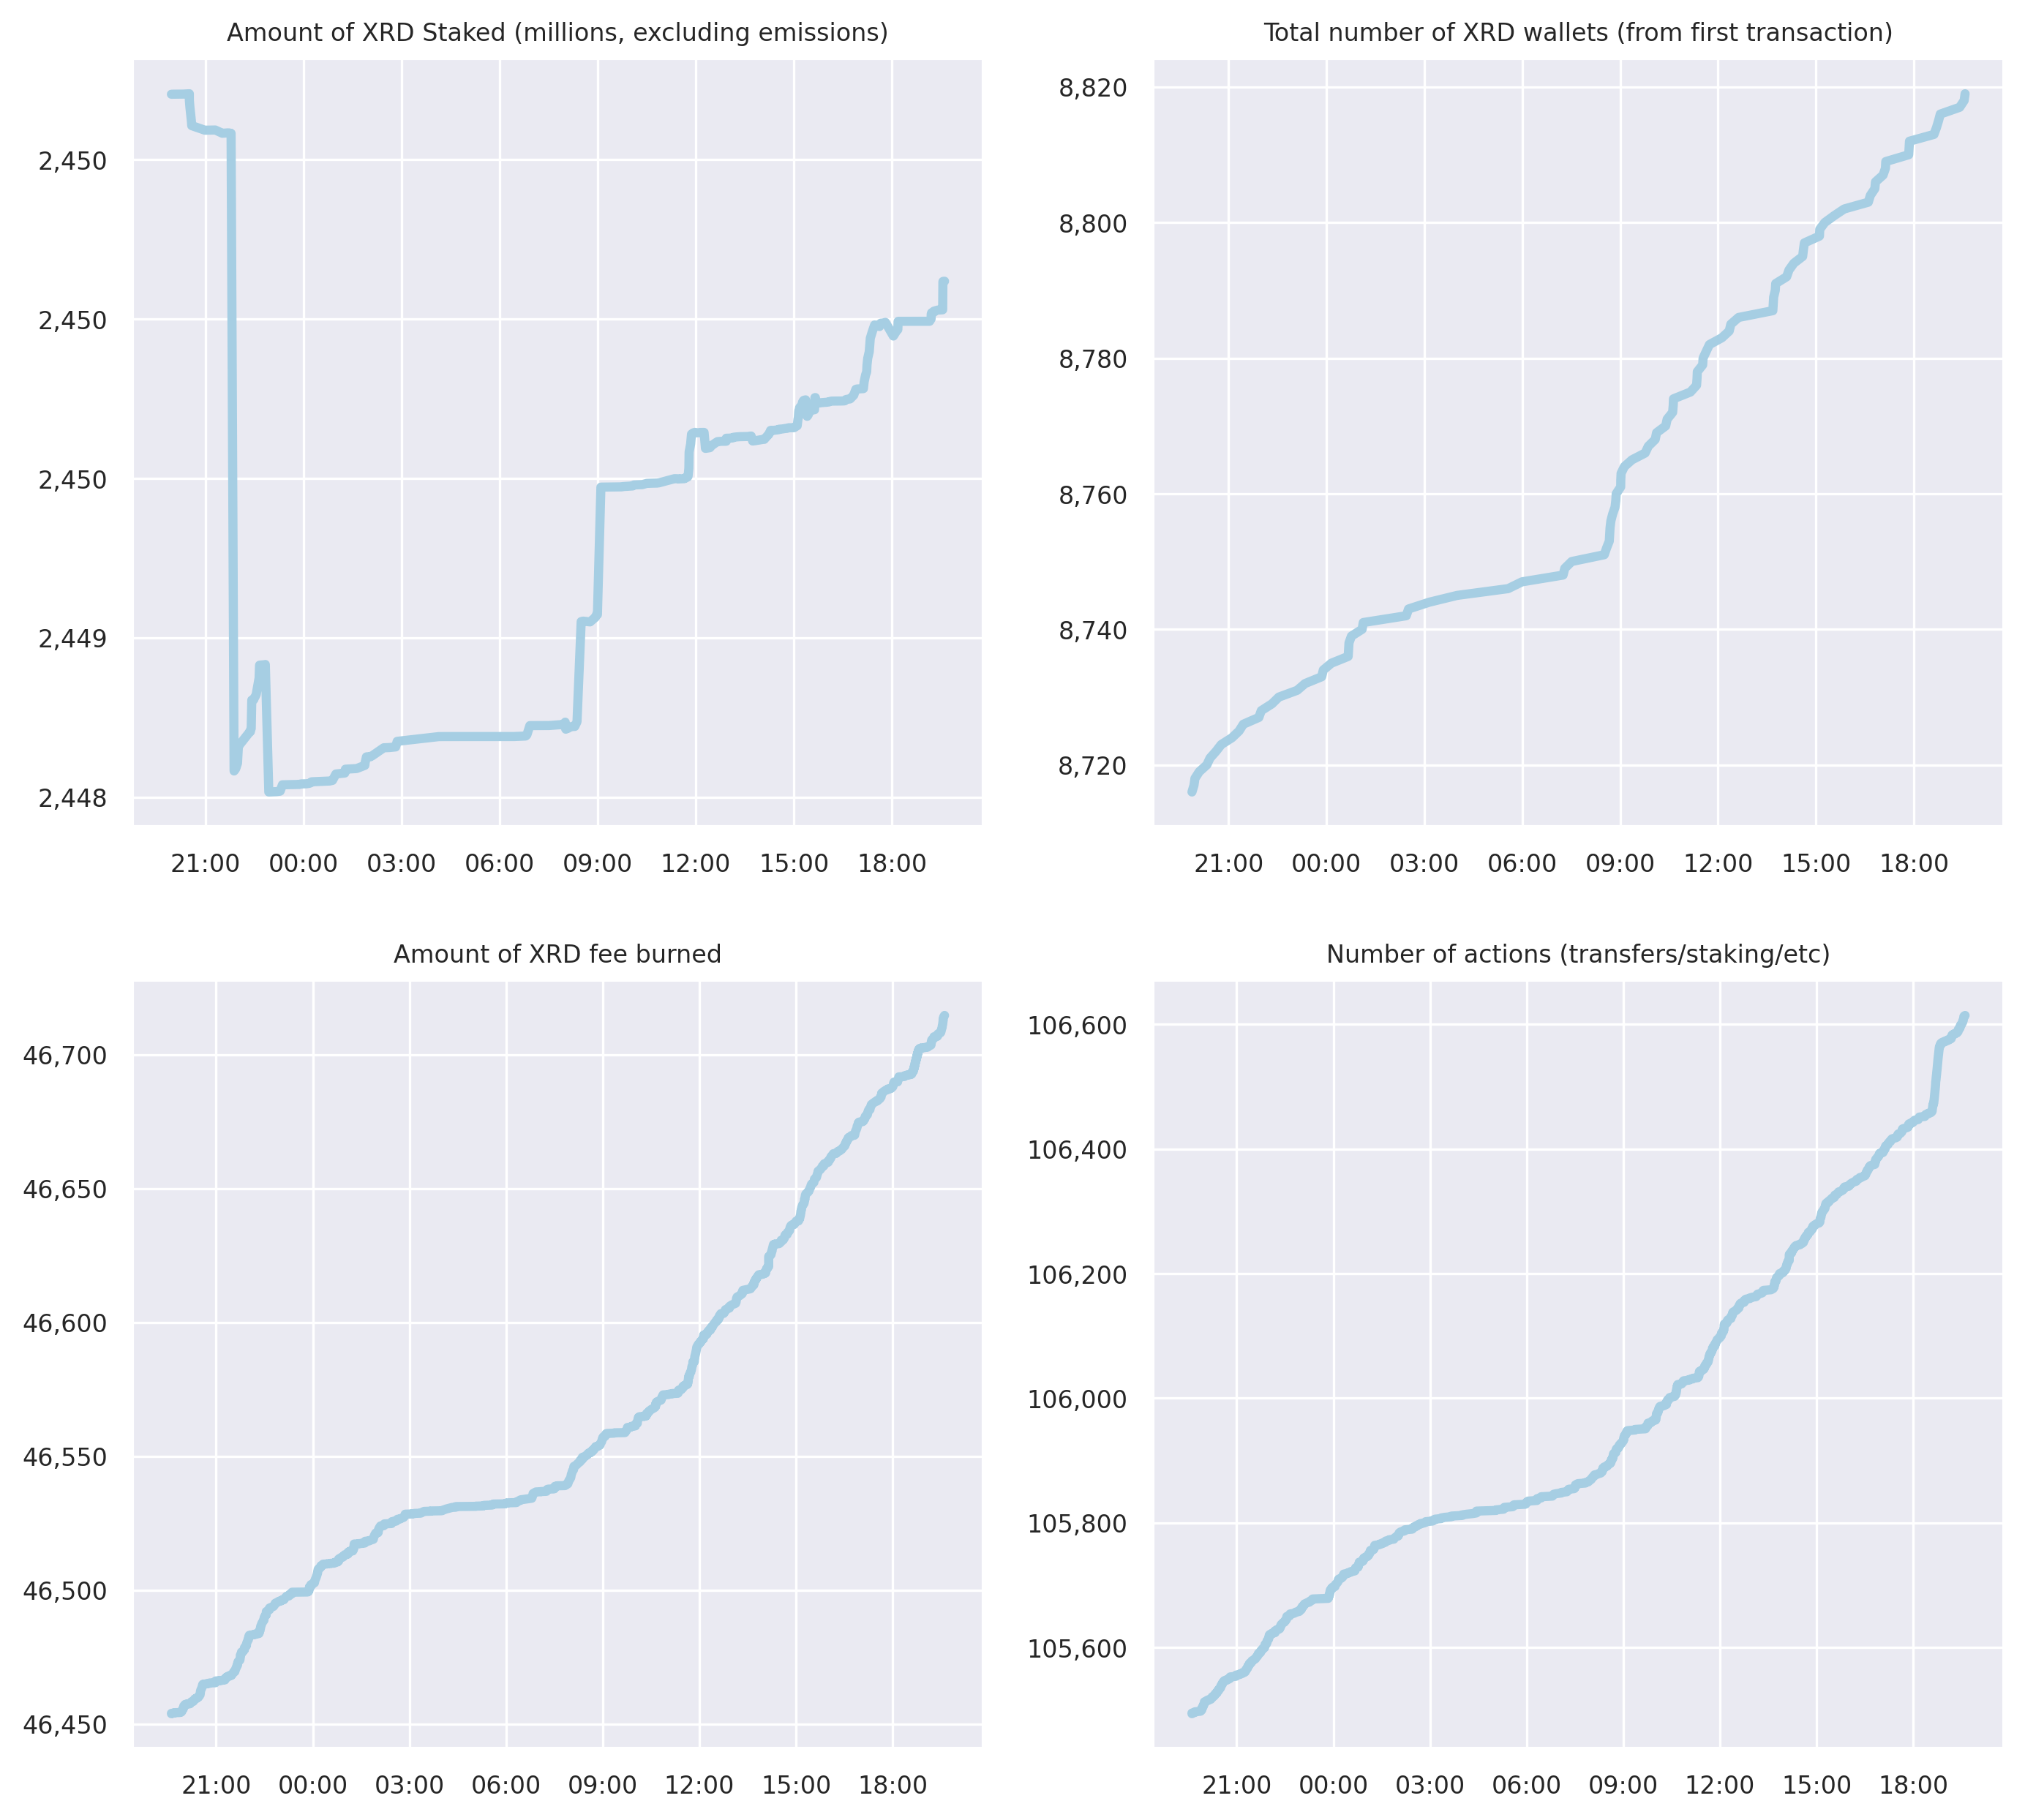 Amount of XRD Staked (millions, excluding emissions)
2,450
2,450
2,450
2,449
2,448
21:00 00:00 03:00 06:00 09:00 12:00 15:00 18:00
Total number of XRD wallets (from first transaction)
8,820
8,800
8,780
8,760
8,740
8,720
21:00 00:00 03:00 06:00 09:00 12:00 15:00 18:00
Amount of XRD fee burned
46,700
46,650
46,600
46,550
46,500
46,450
21:00 00:00 03:00 06:00 09:00 12:00 15:00 18:00
Number of actions (transfers/staking/etc)
106,600
106,400
106,200
106,000
105,800
105,600
21:00 00:00 03:00 06:00 09:00 12:00 15:00 18:00